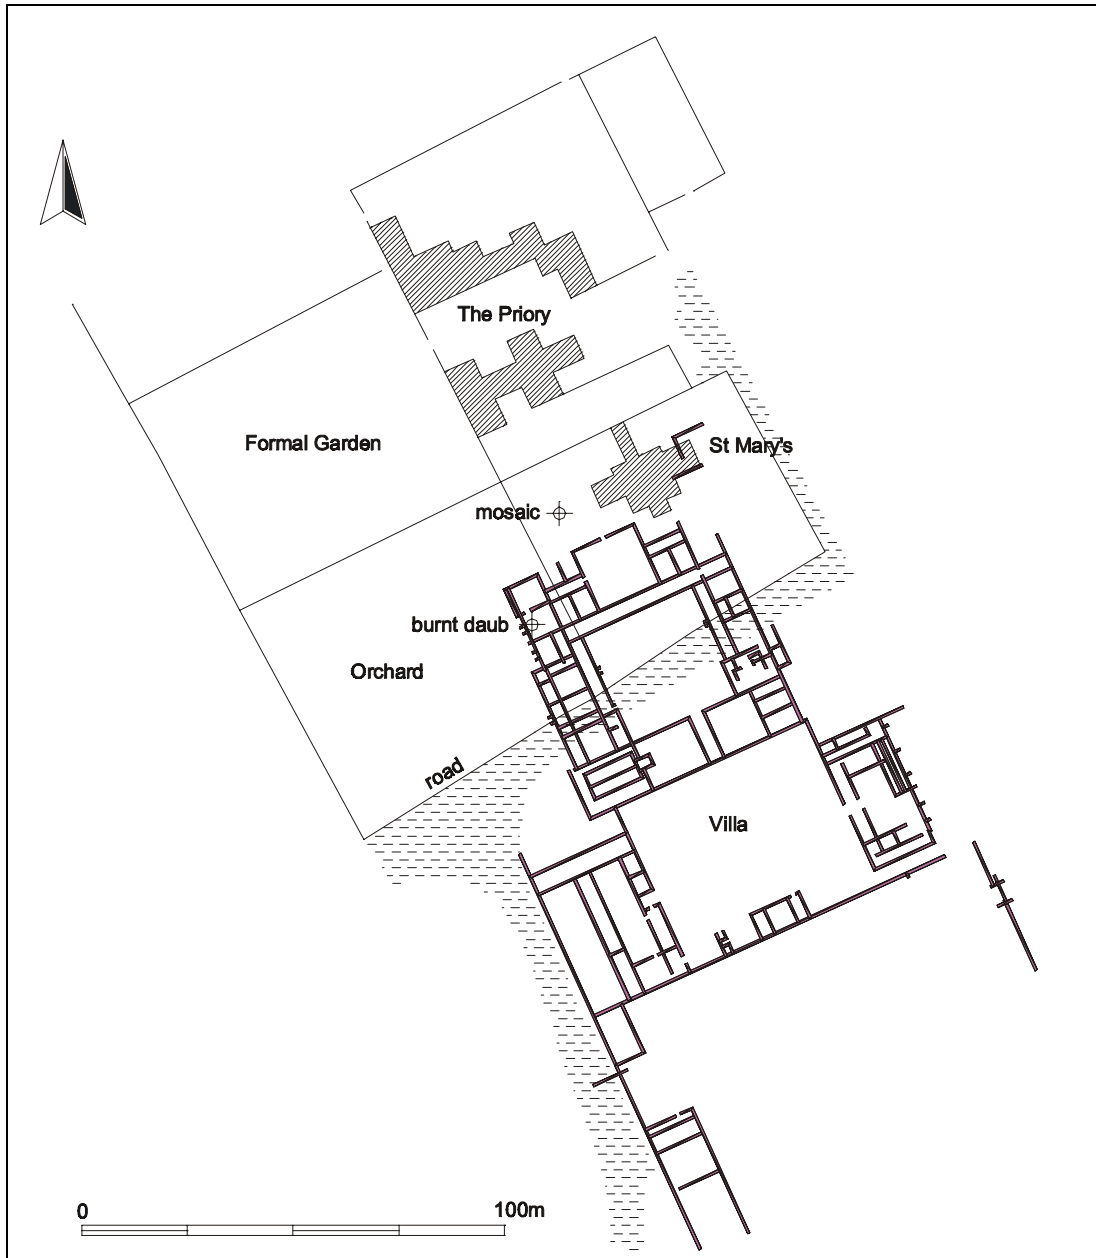 The Priory
Formal Garden
St Mary's
mosaic
burnt daub
Orchard
road
Villa
0 100m